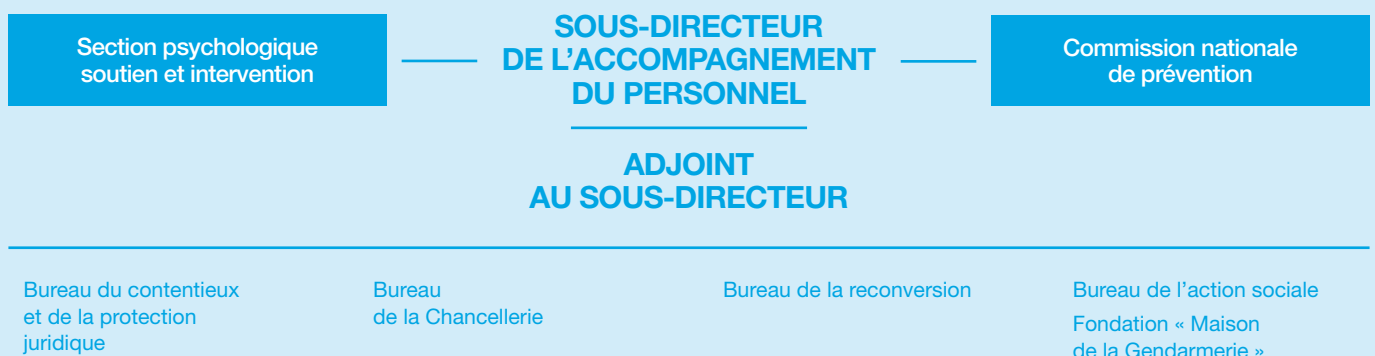 Section psychologique
soutien et intervention
SOUS-DIRECTEUR
DE L’ACCOMPAGNEMENT
DU PERSONNEL
Commission nationale
de prévention
ADJOINT
AU SOUS-DIRECTEUR
Bureau du contentieux
et de la protection
juridique
Bureau
de la Chancellerie
Bureau de la reconversion
Bureau de l’action sociale
Fondation « Maison
de la Gendarmerie »